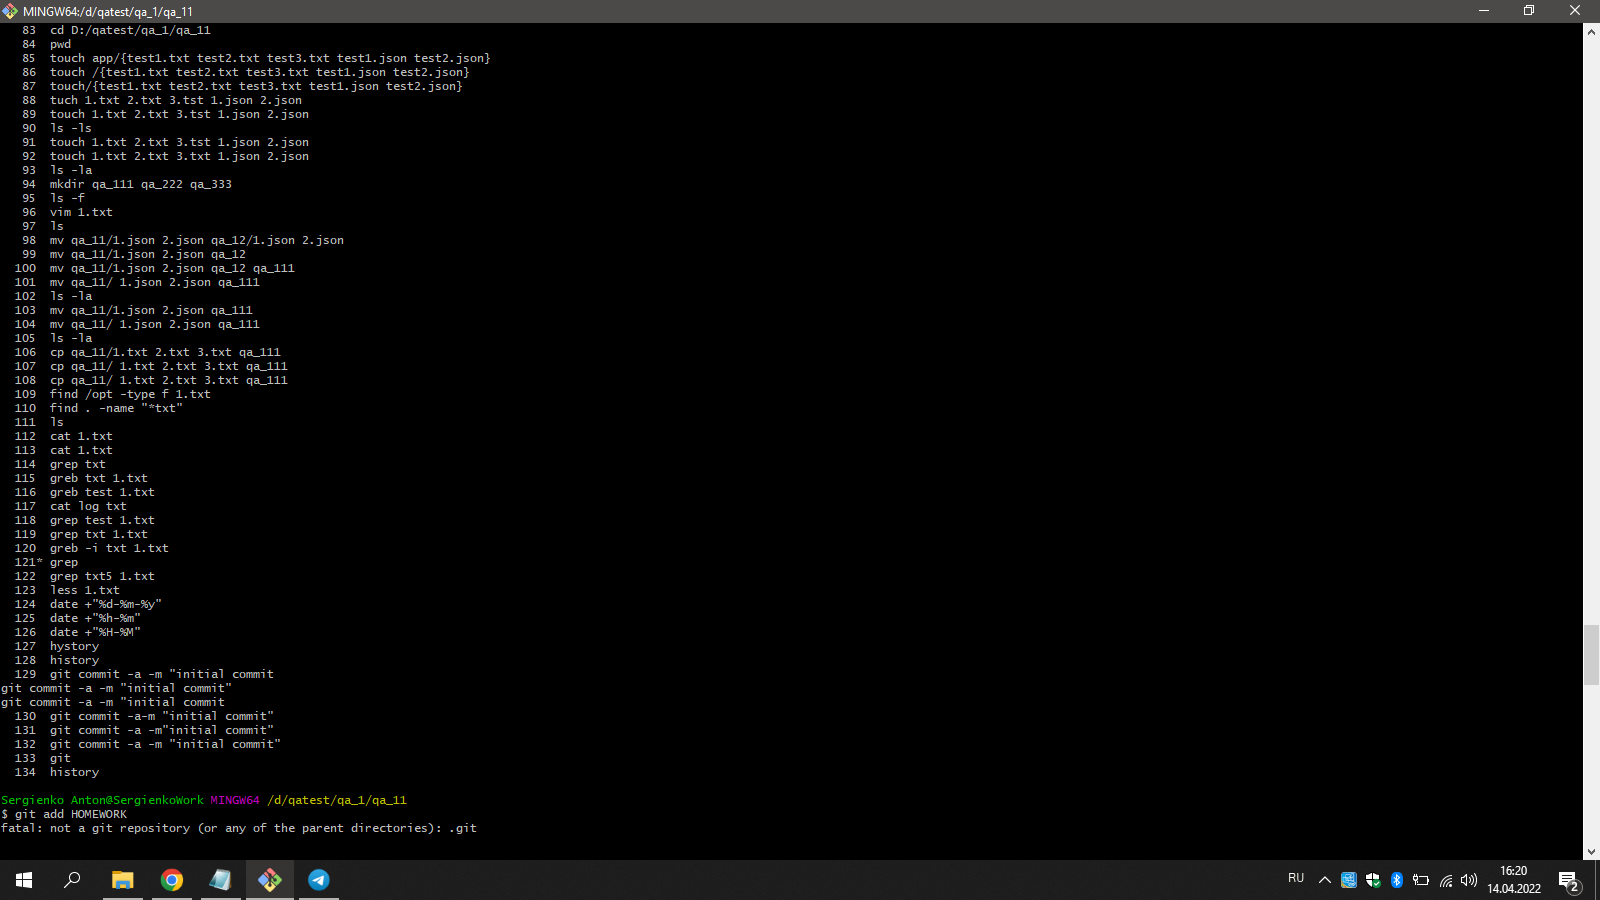 MINGW64:/d/qatest/qa_1/qa_11
83 cd D:/qatest/qa_1/qa_11
84 pwd
85 touch app/{test1.txt test2.txt test3.txt test1.json test2.json}
86 touch /{test1.txt test2.txt test3.txt test1.json test2.json}
87 touch/{test1.txt test2.txt test3.txt test1.json test2.json}
88 tuch 1.txt 2.txt 3.tst 1.json 2.json
89 touch 1.txt 2.txt 3.tst 1.json 2.json
90 ls -ls
91 touch 1.txt 2.txt 3.tst 1.json 2.json
92 touch 1.txt 2.txt 3.txt 1.json 2.json
93 ls -la
94 mkdir qa_111 qa_222 qa_333
95 ls -f
96 vim 1.txt
97 ls
98 mv qa_11/1.json 2.json qa_12/1.json 2.json
99 mv qa_11/1.json 2.json qa_12
100 mv qa_11/1.json 2.json qa_12 qa_111
101 mv qa_11/ 1.json 2.json qa_111
102 ls -la
103 mv qa_11/1.json 2.json qa_111
104 mv qa_11/ 1.json 2.json qa_111
105 ls -la
106 cp qa_11/1.txt 2.txt 3.txt qa_111
107 cp qa_11/ 1.txt 2.txt 3.txt qa_111
108 cp qa_11/ 1.txt 2.txt 3.txt qa_111
109 find /opt -type f 1.txt
110 find . -name "*txt"
111 ls
112 cat 1.txt
113 cat 1.txt
114 grep txt
115 greb txt 1.txt
116 greb test 1.txt
117 cat log txt
118 grep test 1.txt
119 grep txt 1.txt
120 greb -i txt 1.txt
121* grep
122 grep txt5 1.txt
123 less 1.txt
124 date +"%d-%m-%y"
125 date +"%h-%m"
126 date +"%H-%M"
127 hystory
128 history
129 git commit -a -m "initial commit
git commit -a -m "initial commit"
git commit -a -m "initial commit
130 git commit -a-m "initial commit"
131 git commit -a -m"initial commit"
132 git commit -a -m "initial commit"
133 git
134 history
Sergienko Anton@SergienkoWork MINGW64 /d/qatest/qa_1/qa_11
$ git add HOMEWORK
fatal: not a git repository (or any of the parent directories): .git
RU
16:20
14.04.2022
2